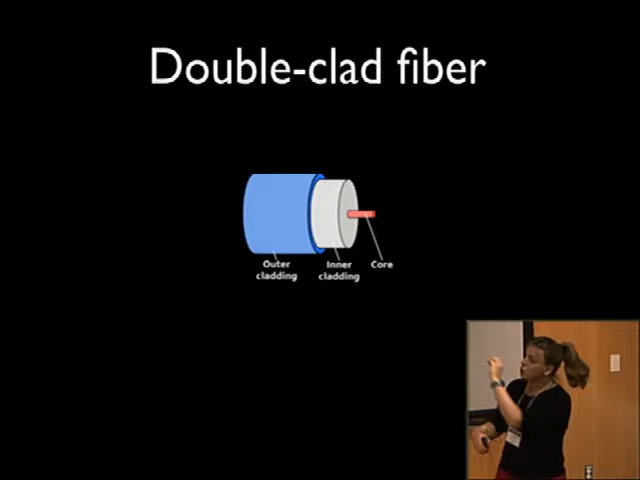 Double-clad fiber
Outer
cladding
Inner
cladding
Core